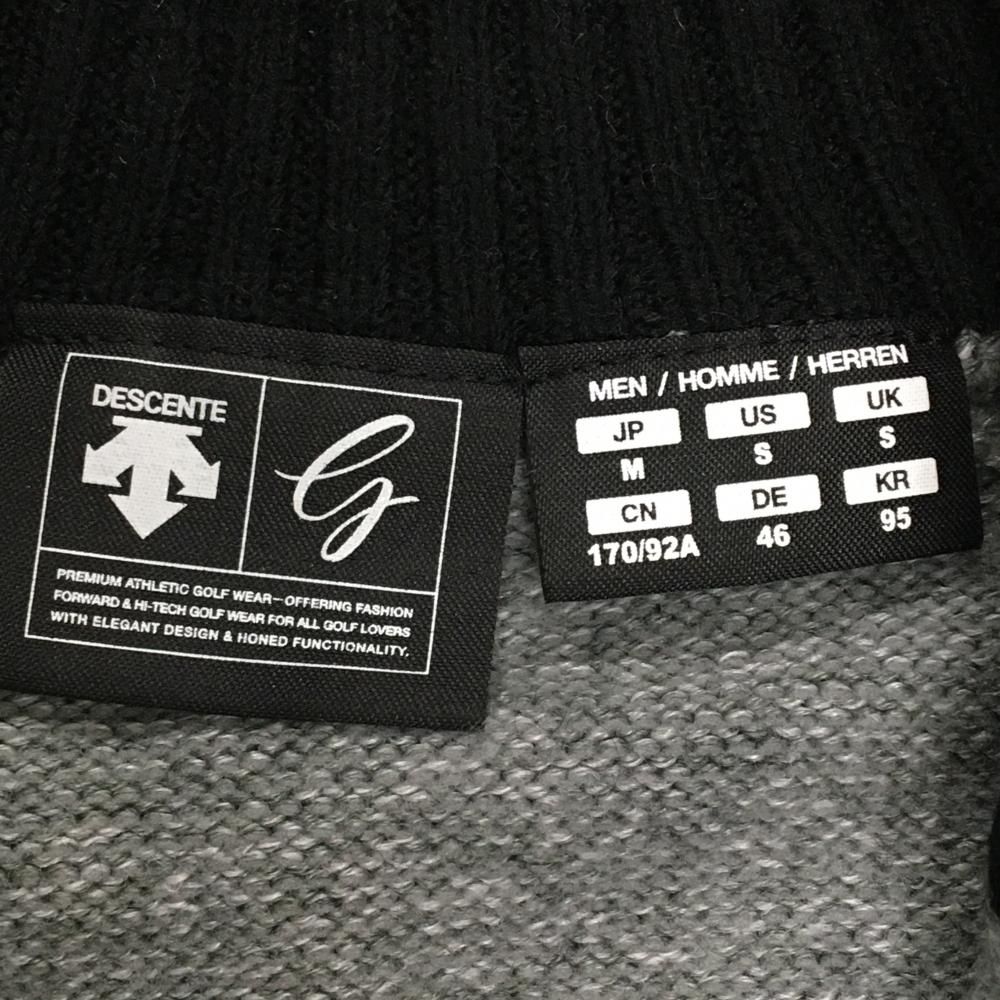 DESCENTE
G
PREMIUM ATHLETIC GOLF WEAR—OFFERING FASHION
FORWARD & HI-TECH GOLF WEAR FOR ALL GOLF LOVERS
WITH ELEGANT DESIGN & HONED FUNCTIONALITY.
MEN / HOMME / HERREN
JP US UK
M S S
CN DE KR
170/92A 46 95